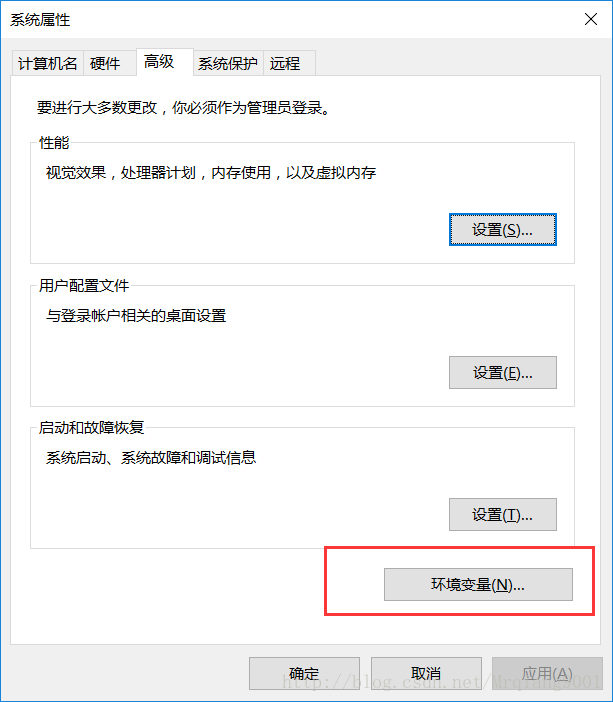 系统属性
计算机名 硬件 高级 系统保护 远程
要进行大多数更改，你必须作为管理员登录。
性能
视觉效果，处理器计划，内存使用，以及虚拟内存
设置(S)...
用户配置文件
与登录帐户相关的桌面设置
设置(E)...
启动和故障恢复
系统启动、系统故障和调试信息
设置(T)...
环境变量(N)...
确定 取消 应用(A)